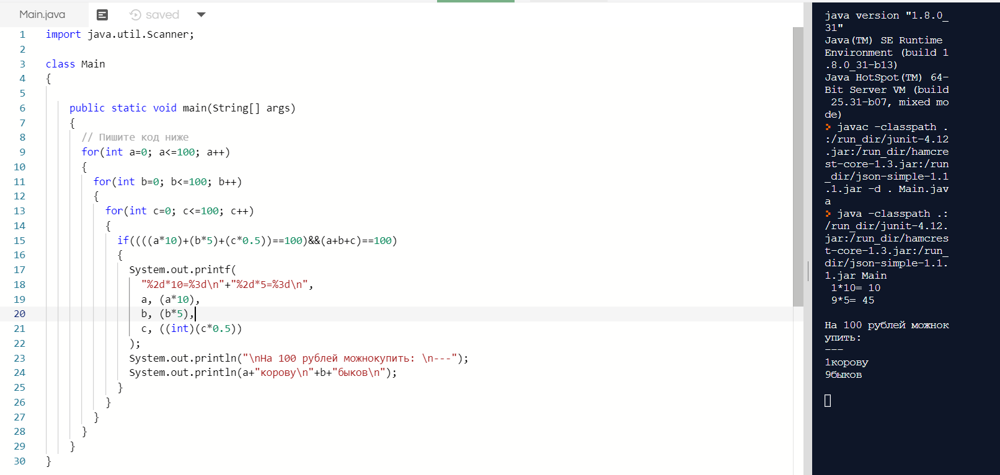 Main.java saved
1 import java.util.Scanner;
2
3 class Main
4 {
5
6 public static void main(String[] args)
7 {
8 // Пишите код ниже
9 for(int a=0; a<=100; a++)
10 {
11 for(int b=0; b<=100; b++)
12 {
13 for(int c=0; c<=100; c++)
14 {
15 if((((a*10)+(b*5)+(c*0.5))==100)&&(a+b+c)==100)
16 {
17 System.out.printf(
18 "%2d*10=%3d\n"+"%2d*5=%3d\n",
19 a, (a*10),
20 b, (b*5),
21 c, ((int)(c*0.5))
22 );
23 System.out.println("\nНа 100 рублей можнокупить: \n---");
24 System.out.println(a+"корову\n"+b+"быков\n");
25 }
26 }
27 }
28 }
29 }
30 }
java version "1.8.0_
31"
Java(TM) SE Runtime
Environment (build 1
.8.0_31-b13)
Java HotSpot(TM) 64-
Bit Server VM (build
25.31-b07, mixed mo
de)
> javac -classpath .
:/run_dir/junit-4.12
.jar:/run_dir/hamcre
st-core-1.3.jar:/run
_dir/json-simple-1.1
.1.jar -d . Main.jav
a
> java -classpath .:
/run_dir/junit-4.12.
jar:/run_dir/hamcres
t-core-1.3.jar:/run_
dir/json-simple-1.1.
1.jar Main
1*10= 10
9*5= 45
На 100 рублей можнок
упить:
---
1корову
9быков